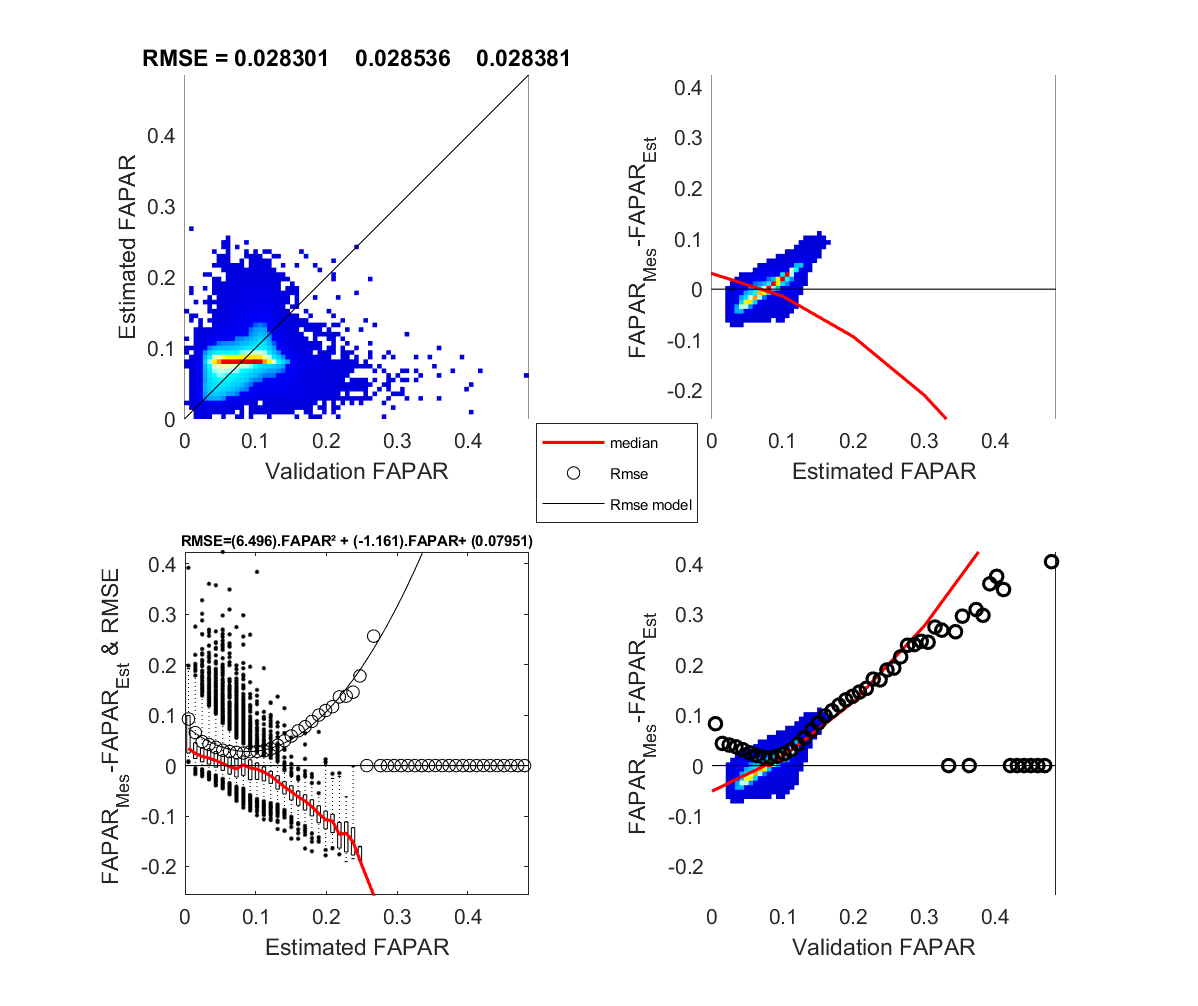 RMSE = 0.028301 0.028536 0.028381
Estimated FAPAR
0.4
0.3
0.2
0.1
0
0 0.1 0.2 0.3 0.4
Validation FAPAR
FAPAR_Mes-FAPAR_Est
0.4
0.3
0.2
0.1
0
-0.1
-0.2
0 0.1 0.2 0.3 0.4
Estimated FAPAR
median
Rmse
Rmse model
RMSE=(6.496).FAPAR² + (-1.161).FAPAR+ (0.07951)
FAPAR_Mes-FAPAR_Est & RMSE
0.4
0.3
0.2
0.1
0
-0.1
-0.2
0 0.1 0.2 0.3 0.4
Estimated FAPAR
FAPAR_Mes-FAPAR_Est
0.4
0.3
0.2
0.1
0
-0.1
-0.2
0 0.1 0.2 0.3 0.4
Validation FAPAR